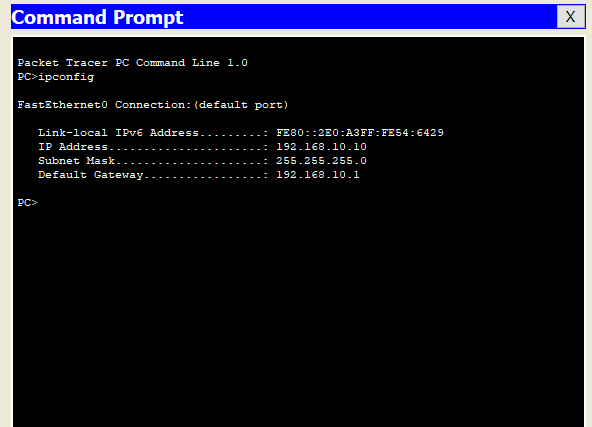 Command Prompt
X
Packet Tracer PC Command Line 1.0
PC>ipconfig
FastEthernet0 Connection:(default port)
Link-local IPv6 Address.........: FE80::2E0:A3FF:FE54:6429
IP Address......................: 192.168.10.10
Subnet Mask.....................: 255.255.255.0
Default Gateway.................: 192.168.10.1
PC>